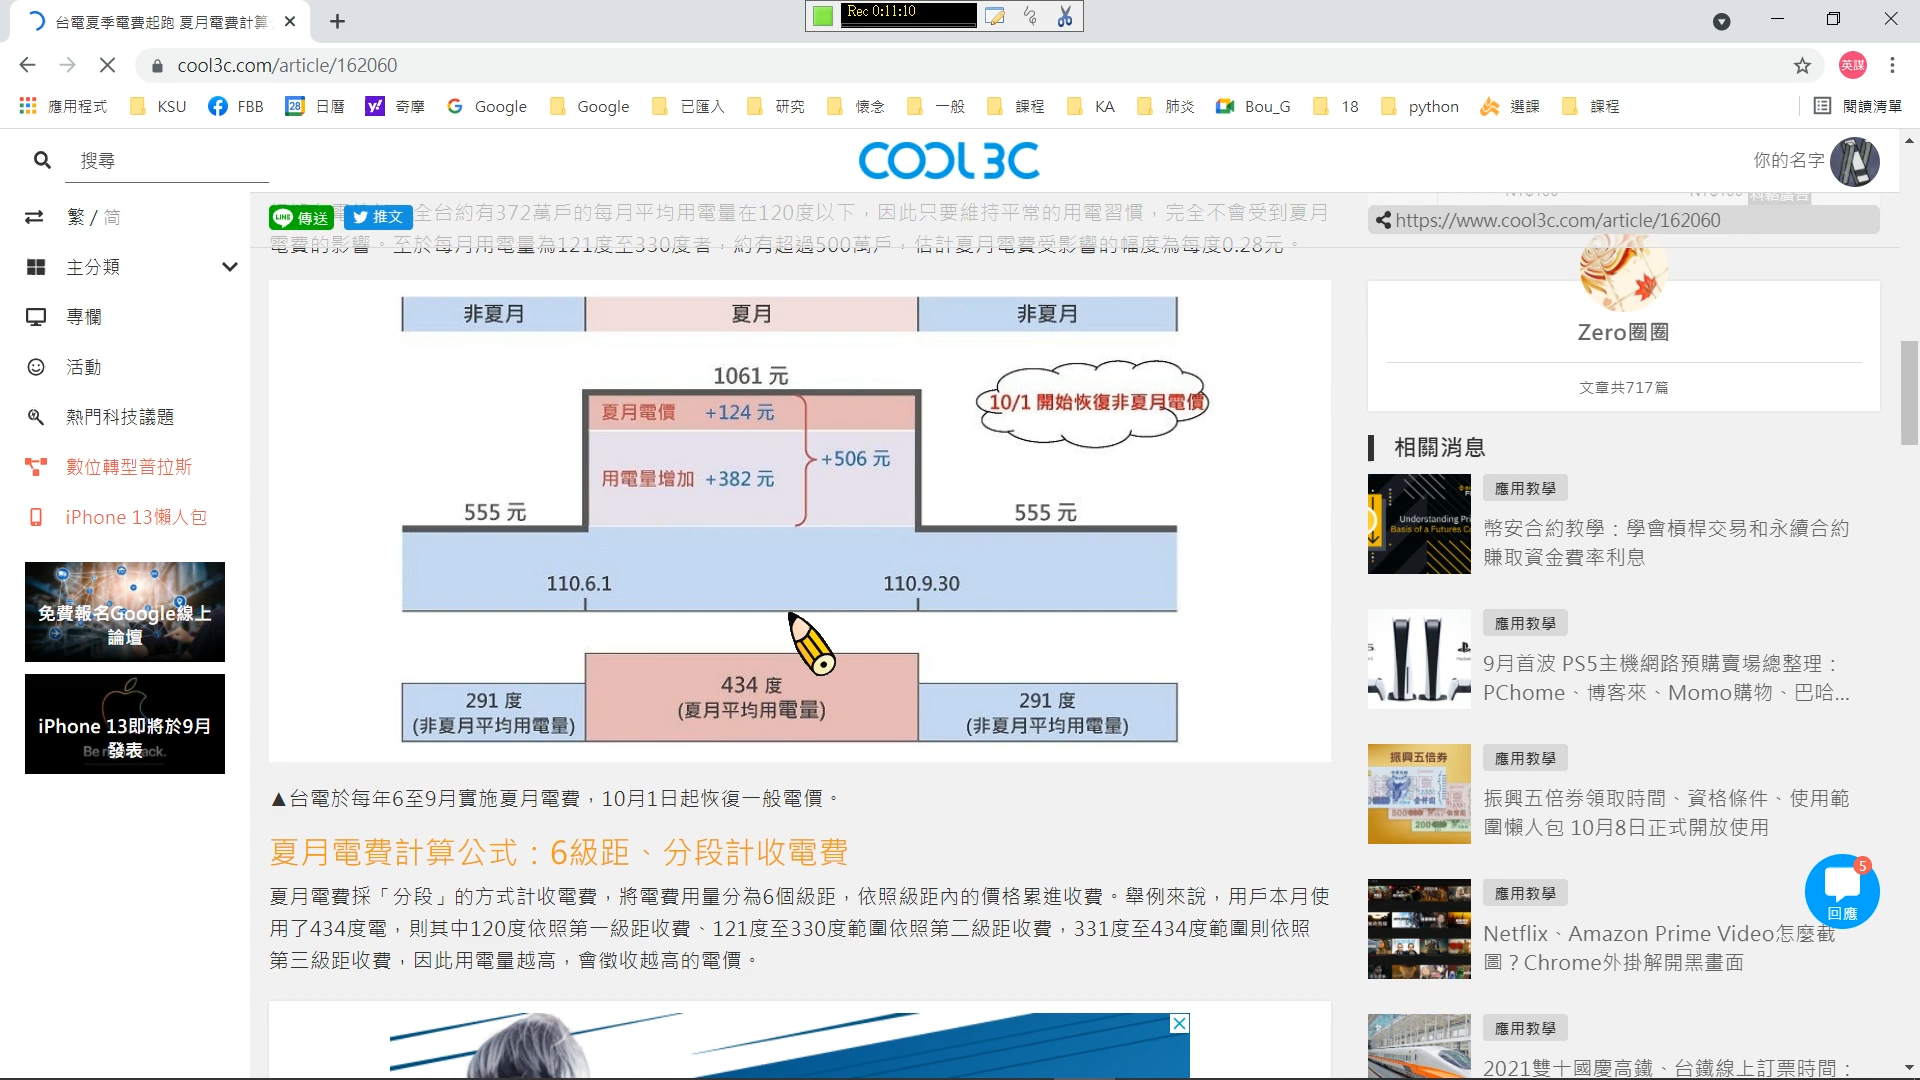 台電夏季電費起跑 夏月電費計算
Rec 0:11:10
cool3c.com/article/162060
英謀
應用程式 KSU FBB 日曆 奇摩 Google Google 已匯入 研究 懷念 一般 課程 KA 肺炎 Bou_G 18 python 選課 課程 閱讀清單
28
搜尋
COOL3C
你的名字
繁 / 简
主分類
專欄
活動
熱門科技議題
數位轉型普拉斯
iPhone 13懶人包
免費報名Google線上
論壇
iPhone 13即將於9月
發表
LINE 傳送
推文
全台約有372萬戶的每月平均用電量在120度以下，因此只要維持平常的用電習慣，完全不會受到夏月
電費的影響。至於每月用電量為121度至330度者，約有超過500萬戶，估計夏月電費受影響的幅度為每度0.28元。
非夏月 夏月 非夏月
1061 元
10/1 開始恢復非夏月電價
夏月電價 +124 元
+506 元
用電量增加 +382 元
555 元 555 元
110.6.1 110.9.30
291 度
(非夏月平均用電量)
434 度
(夏月平均用電量)
291 度
(非夏月平均用電量)
▲台電於每年6至9月實施夏月電費，10月1日起恢復一般電價。
夏月電費計算公式：6級距、分段計收電費
夏月電費採「分段」的方式計收電費，將電費用量分為6個級距，依照級距內的價格累進收費。舉例來說，用戶本月使
用了434度電，則其中120度依照第一級距收費、121度至330度範圍依照第二級距收費，331度至434度範圍則依照
第三級距收費，因此用電量越高，會徵收越高的電價。
https://www.cool3c.com/article/162060
Zero圈圈
文章共717篇
相關消息
應用教學
幣安合約教學：學會槓桿交易和永續合約
賺取資金費率利息
應用教學
9月首波 PS5主機網路預購賣場總整理：
PChome、博客來、Momo購物、巴哈...
振興五倍券
應用教學
振興五倍券領取時間、資格條件、使用範
圍懶人包 10月8日正式開放使用
應用教學
Netflix、Amazon Prime Video怎麼截
圖？Chrome外掛解開黑畫面
應用教學
2021雙十國慶高鐵、台鐵線上訂票時間：
5
回應